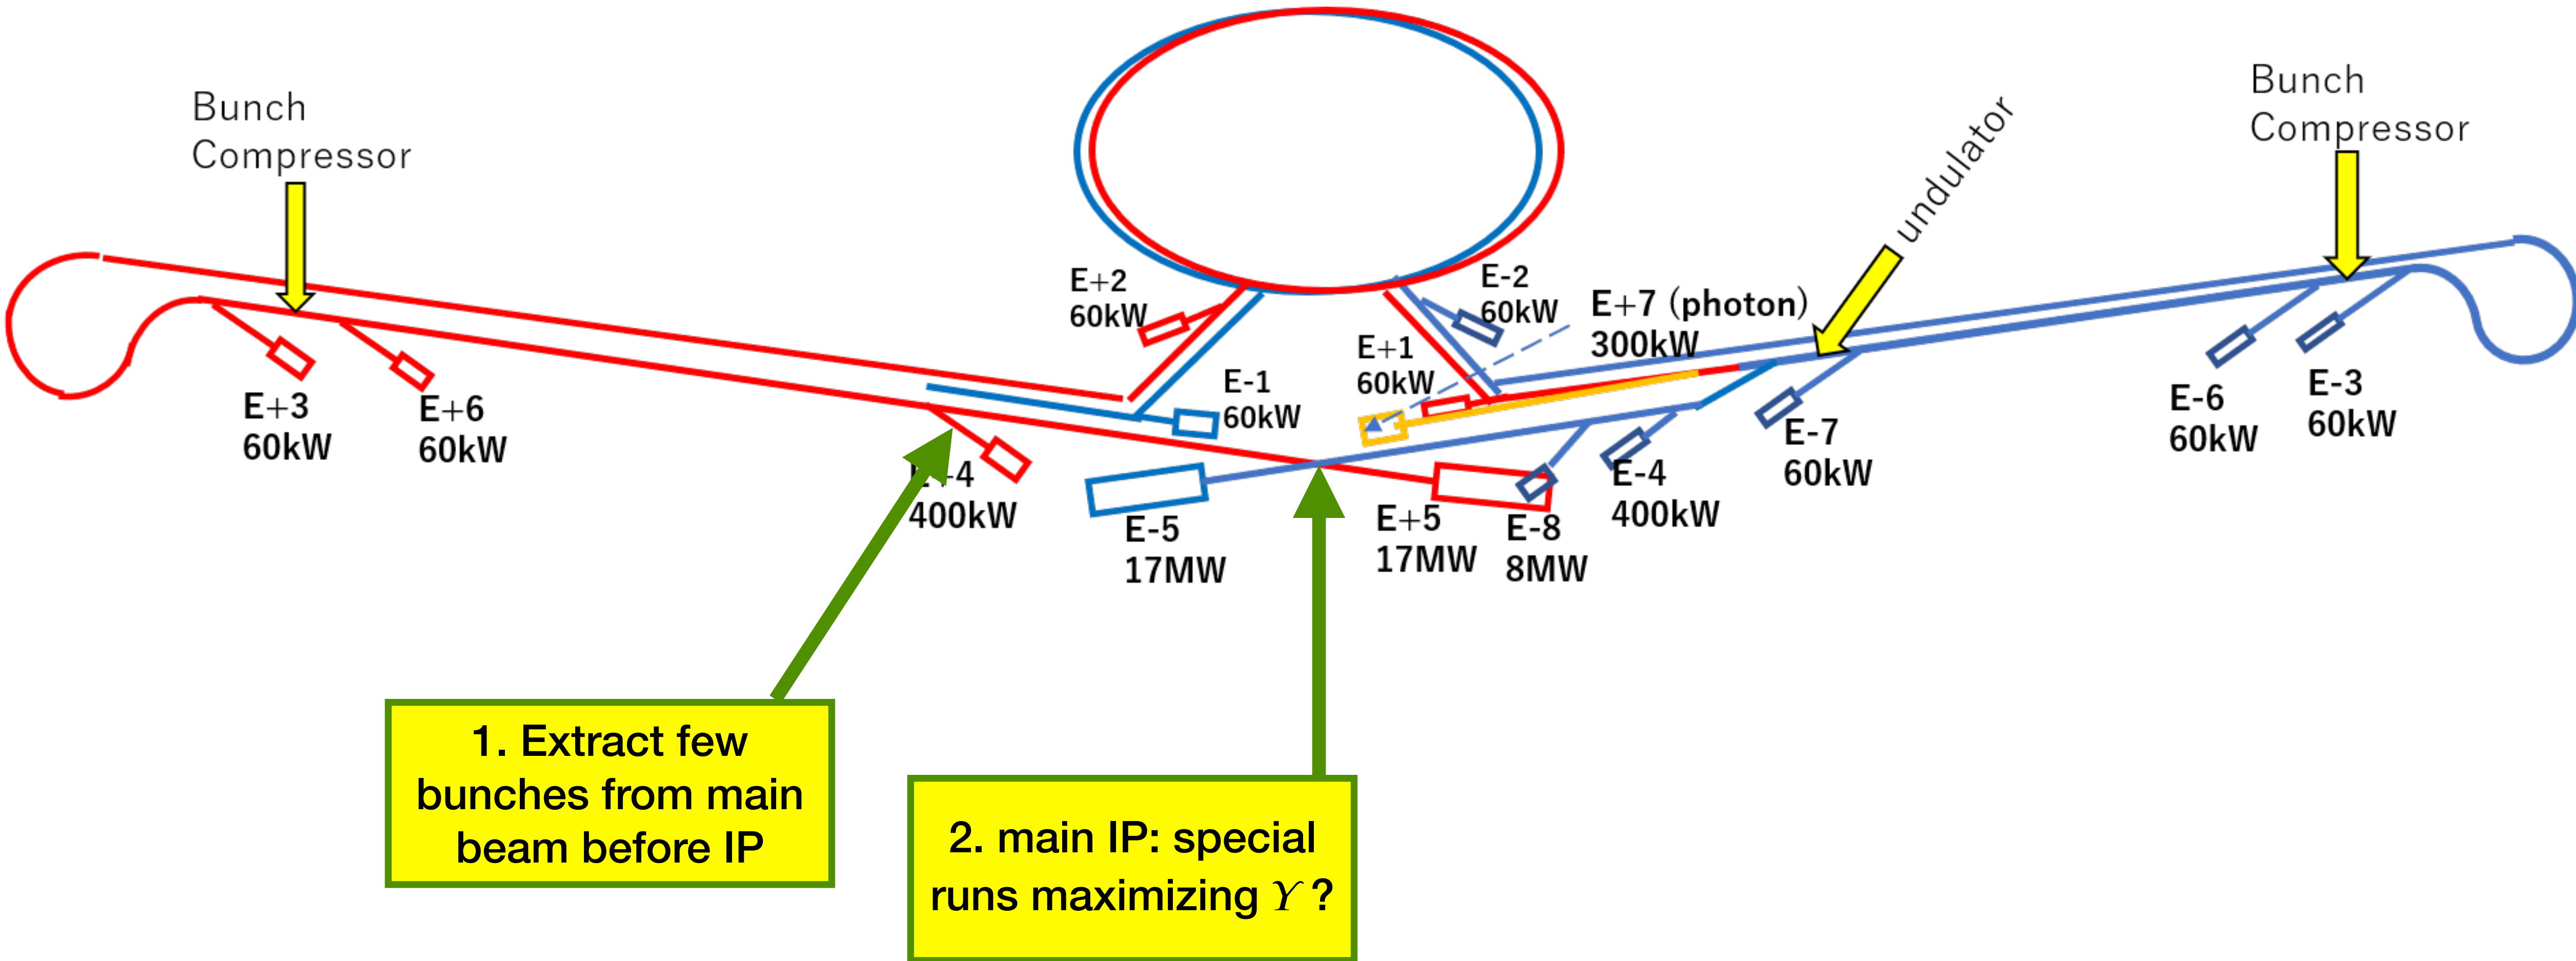 Bunch
Compressor
Bunch
Compressor
undulator
E+2
60kW
E-2
60kW
E+7 (photon)
300kW
E+1
60kW
E-1
60kW
E+3
60kW
E+6
60kW
E+4
400kW
E-5
17MW
E+5
17MW
E-8
8MW
E-4
400kW
E-7
60kW
E-6
60kW
E-3
60kW
1. Extract few
bunches from main
beam before IP
2. main IP: special
runs maximizing ϒ ?